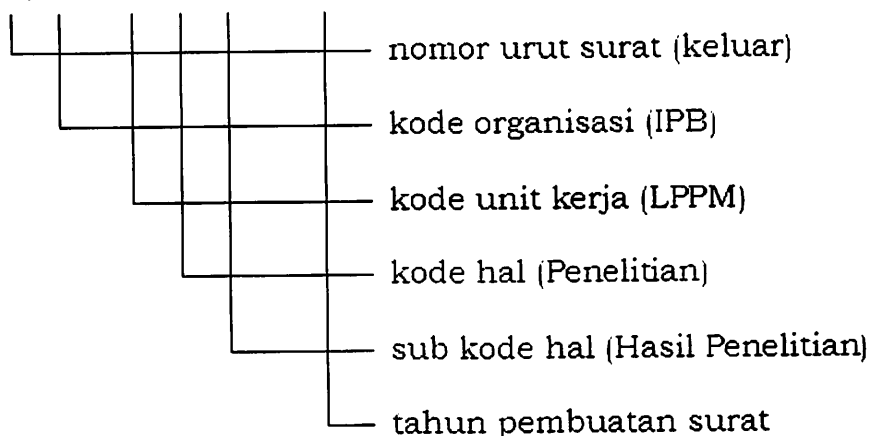 nomor urut surat (keluar)
kode organisasi (IPB)
kode unit kerja (LPPM)
kode hal (Penelitian)
sub kode hal (Hasil Penelitian)
tahun pembuatan surat